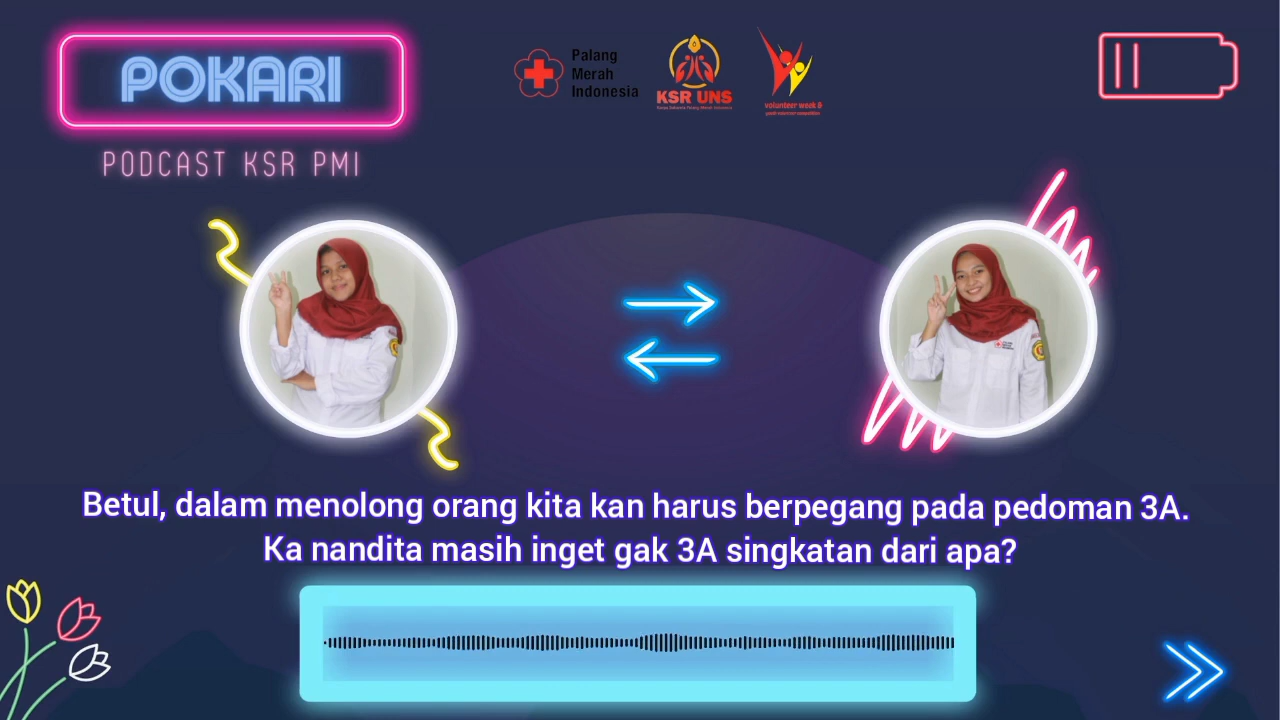 POKARI
PODCAST KSR PMI
Palang
Merah
Indonesia
KSR UNS
volunteer week 6
Betul, dalam menolong orang kita kan harus berpegang pada pedoman 3A.
Ka nandita masih inget gak 3A singkatan dari apa?